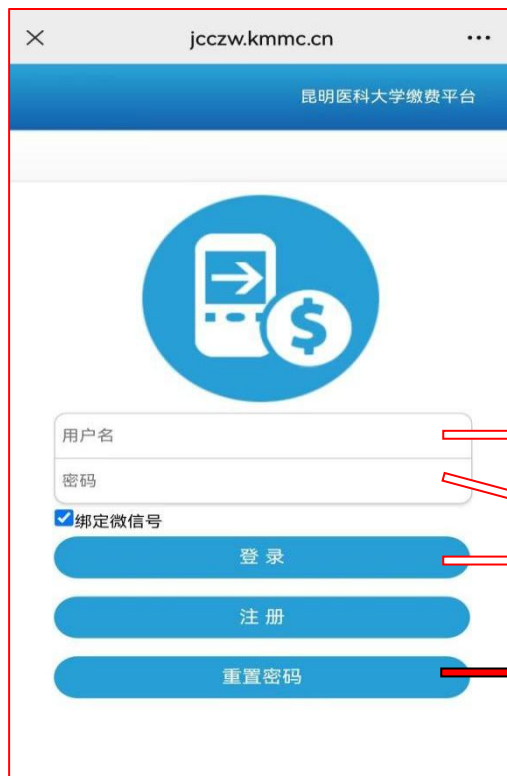 jcczw.kmmc.cn
昆明医科大学缴费平台
$
用户名
密码
绑定微信号
登 录
注 册
重置密码